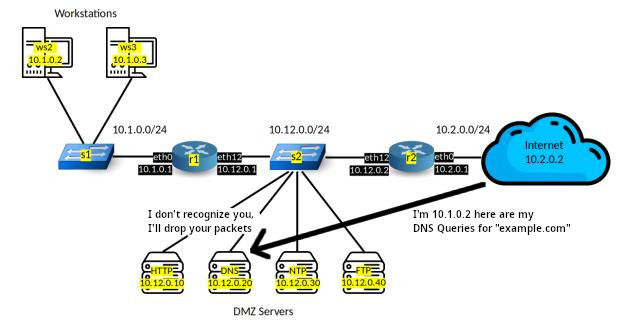 Workstations
ws2
10.1.0.2
ws3
10.1.0.3
10.1.0.0/24
10.12.0.0/24
10.2.0.0/24
s1
eth0
10.1.0.1
r1
eth12
10.12.0.1
s2
eth12
10.12.0.2
r2
eth0
10.2.0.1
Internet
10.2.0.2
I don't recognize you,
I'll drop your packets
I'm 10.1.0.2 here are my
DNS Queries for "example.com"
HTTP
10.12.0.10
DNS
10.12.0.20
NTP
10.12.0.30
FTP
10.12.0.40
DMZ Servers